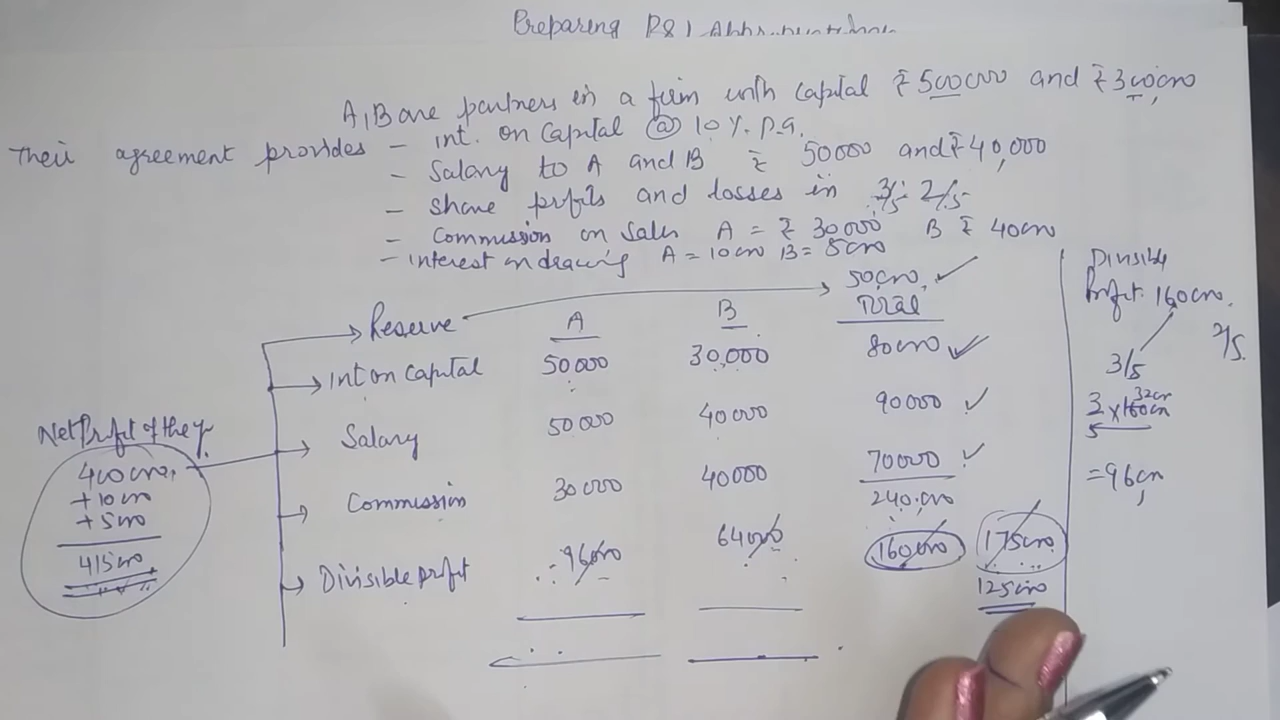 Preparing P&L Appropriation
A, B are partners in a firm with capital ₹ 500000 and ₹ 300000
Their agreement provides - int. on Capital @ 10 % p.a.
- Salary to A and B ₹ 50000 and ₹ 40,000
- Share profits and losses in 3/5 2/5
- Commission on Sales A = ₹ 30000 B ₹ 40000
- interest on drawing A = 10000 B = 5000
Reserve 50000
A B Total
Int on Capital 50000 30,000 80000
Salary 50000 40000 90000
Commission 30000 40000 70000
240,000
Divisible profit 96000 64000 160000 175000
125000
Net Profit of the yr.
400000
+10000
+5000
415000
Divisible
Profit 160000
3/5 2/5
3/5 × 160000 32000
= 96000